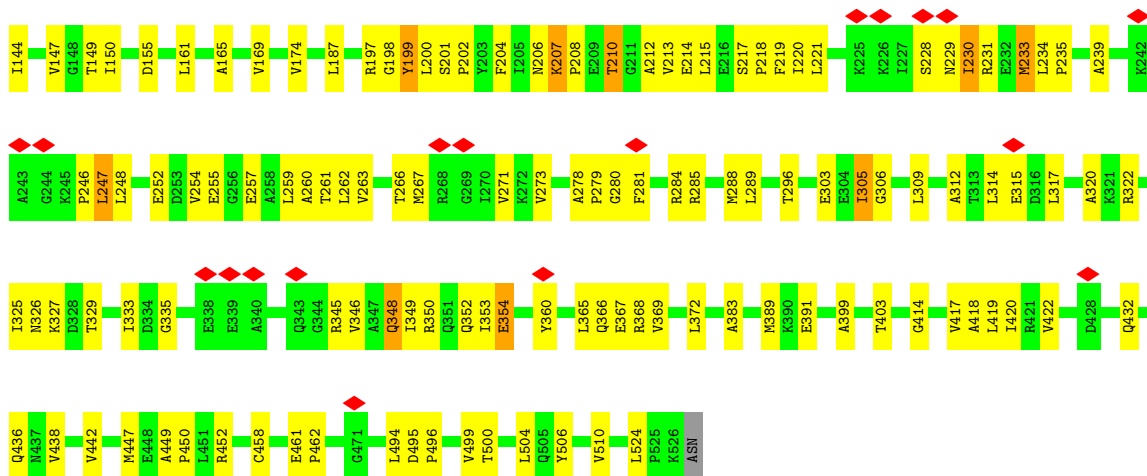 I144 V147 G148 T149 I150 D155 L161 A165 V169 V174 L187 R197 G198 Y199 L200 S201 P202 Y203 F204 I205 N206 K207 P208 E209 T210 G211 A212 V213 E214 L215 E216 S217 P218 F219 I220 L221 K225 K226 I227 S228 N229 I230 R231 E232 M233 L234 P235 A239 K242
A243 G244 K245 P246 L247 L248 E252 D253 V254 E255 G256 E257 A258 L259 A260 T261 L262 V263 T266 M267 R268 G269 I270 V271 K272 V273 A278 P279 G280 F281 R284 R285 M288 L289 T296 E303 E304 I305 G306 L309 A312 T313 L314 E315 D316 L317 A320 K321 R322
I325 N326 K327 D328 T329 I333 D334 G335 E338 E339 A340 Q343 G344 R345 V346 A347 Q348 I349 R350 Q351 Q352 I353 E354 Y360 L365 Q366 E367 R368 V369 L372 A383 M389 K390 E391 A399 T403 G414 V417 A418 L419 I420 R421 V422 D428 Q432
Q436 N437 V438 V442 M447 E448 A449 P450 L451 R452 C458 E461 P462 G471 L494 D495 P496 V499 T500 L504 Q505 Y506 V510 L524 P525 K526 ASN